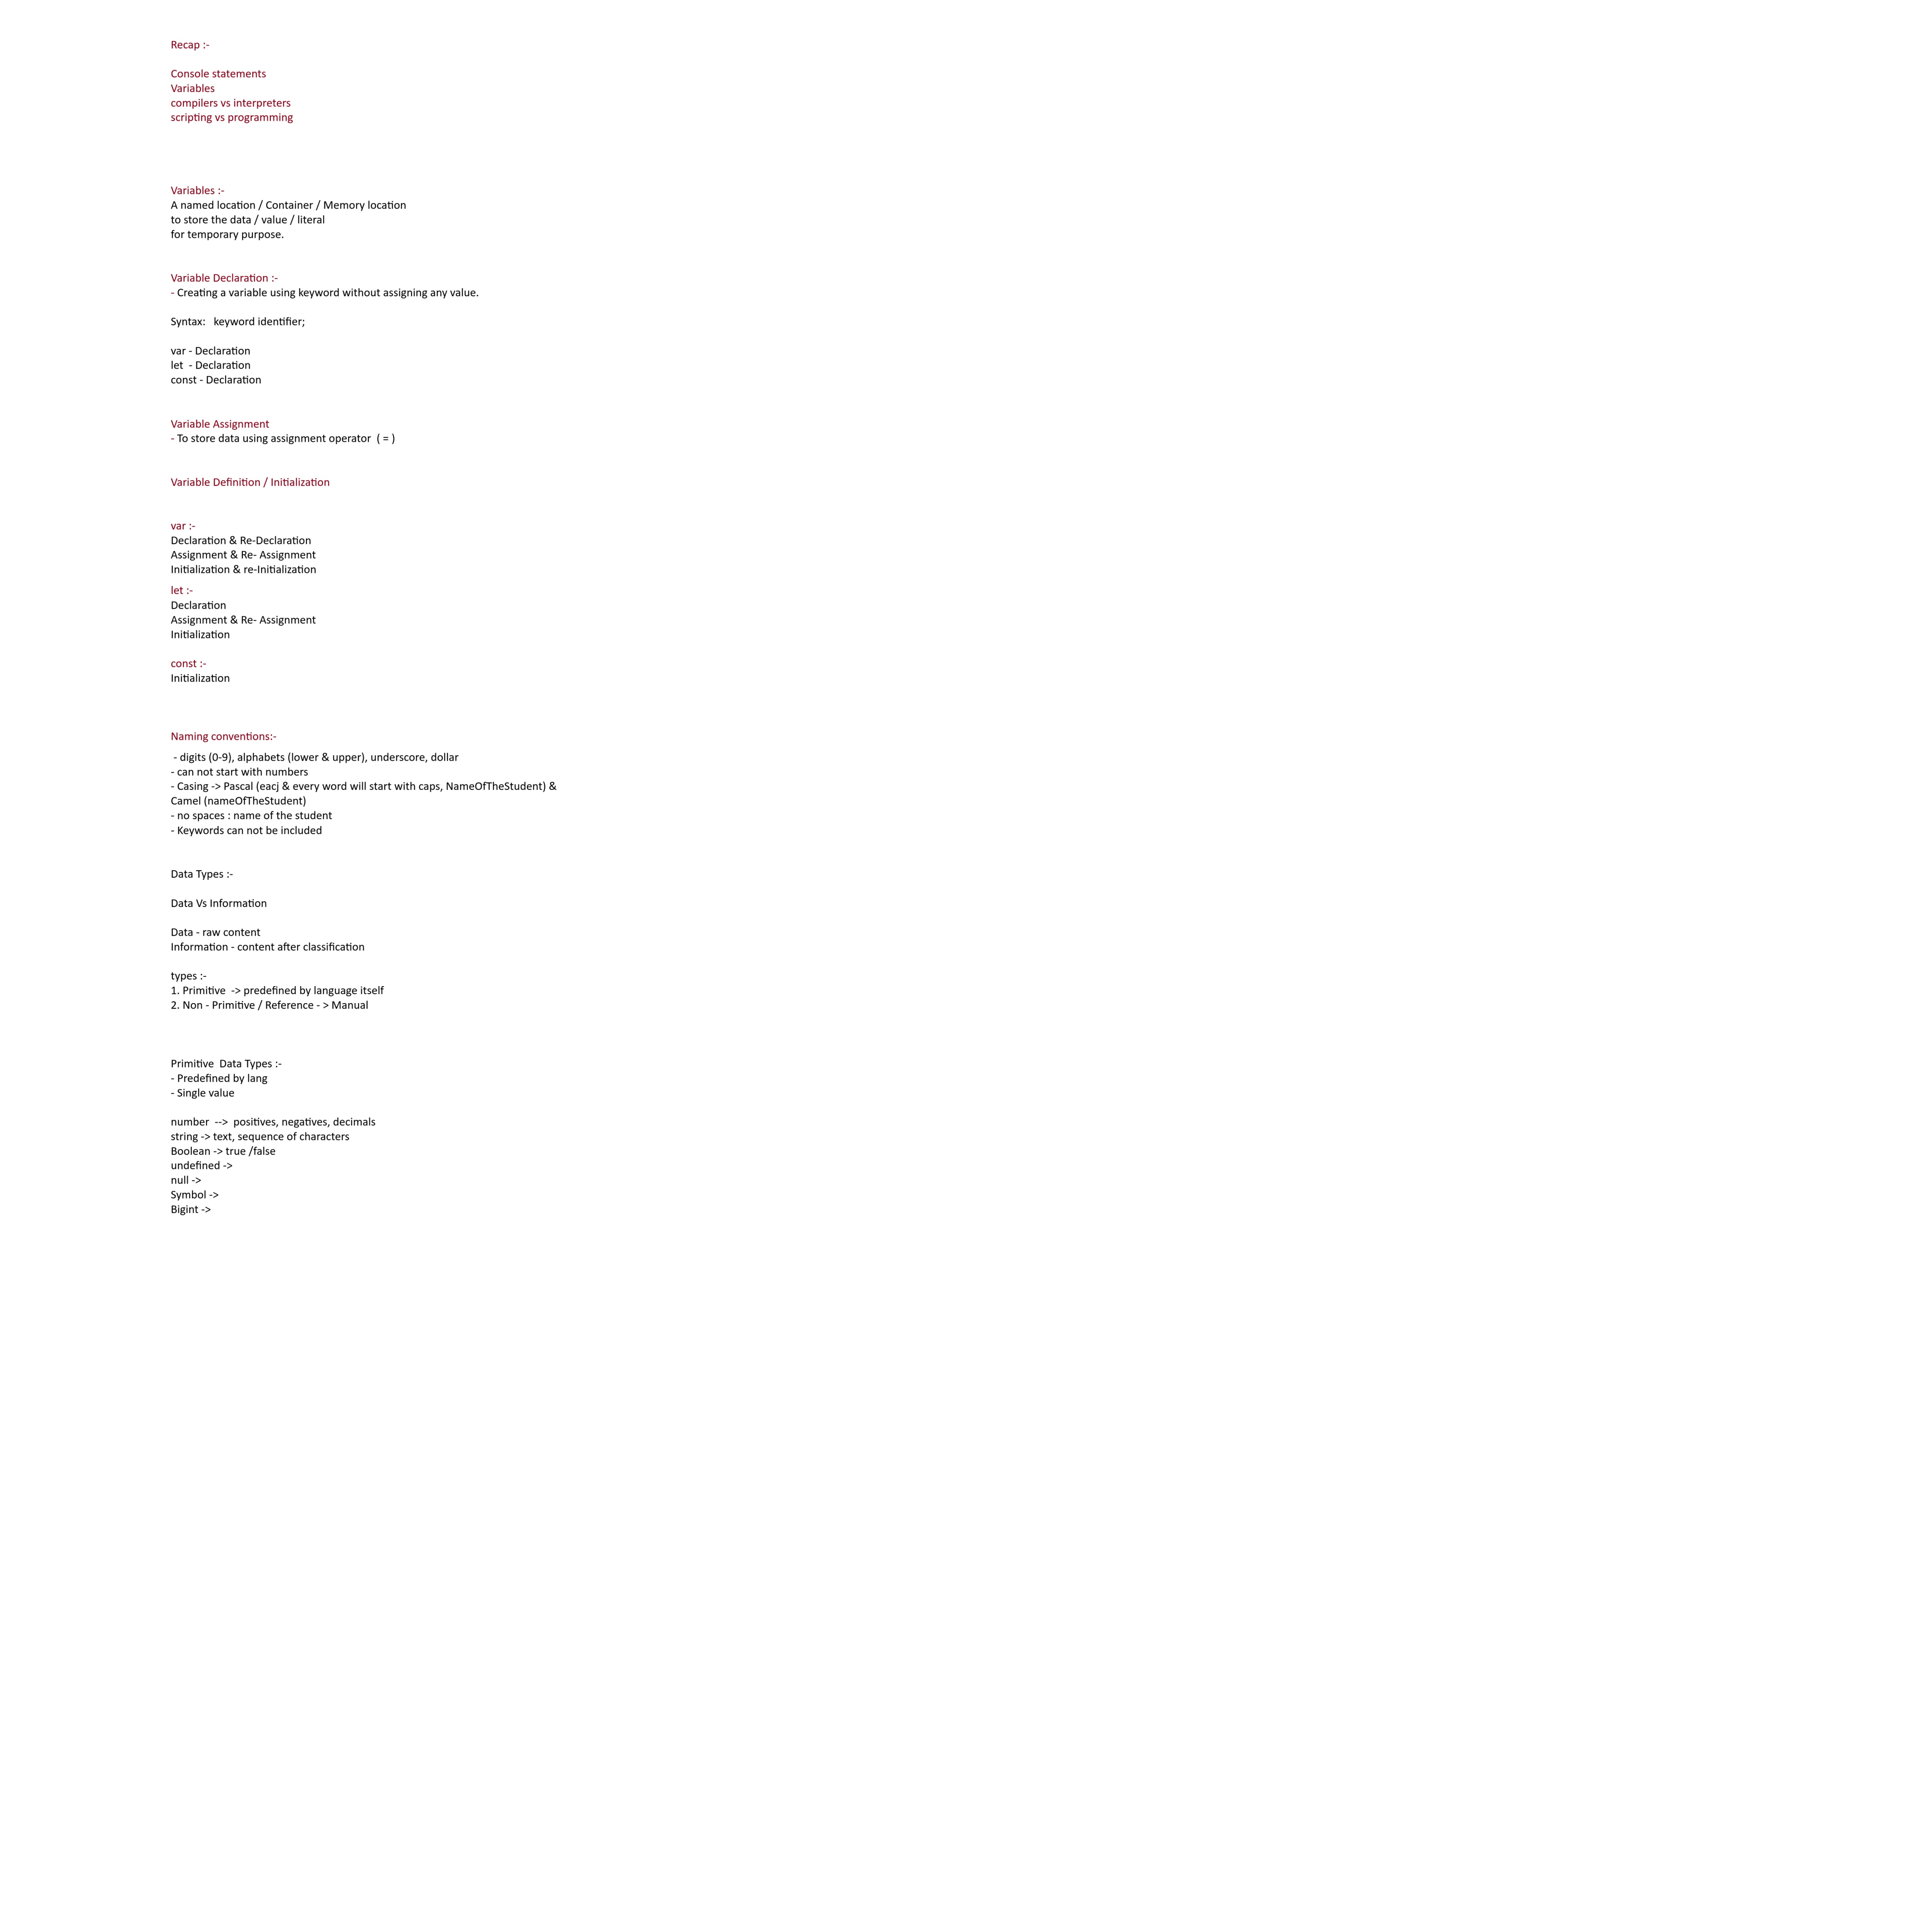 Recap :-
Console statements
Variables
compilers vs interpreters
scripting vs programming
Variables :-
A named location / Container / Memory location
to store the data / value / literal
for temporary purpose.
Variable Declaration :-
- Creating a variable using keyword without assigning any value.
Syntax:   keyword identifier;
var - Declaration
let  - Declaration
const - Declaration
Variable Assignment
- To store data using assignment operator  ( = )
Variable Definition / Initialization
var :-
Declaration & Re-Declaration
Assignment & Re- Assignment
Initialization & re-Initialization
let :-
Declaration
Assignment & Re- Assignment
Initialization
const :-
Initialization
Naming conventions:-
- digits (0-9), alphabets (lower & upper), underscore, dollar
- can not start with numbers
- Casing -> Pascal (eacj & every word will start with caps, NameOfTheStudent) &
Camel (nameOfTheStudent)
- no spaces : name of the student
- Keywords can not be included
Data Types :-
Data Vs Information
Data - raw content
Information - content after classification
types :-
1. Primitive  -> predefined by language itself
2. Non - Primitive / Reference - > Manual
Primitive  Data Types :-
- Predefined by lang
- Single value
number  -->  positives, negatives, decimals
string -> text, sequence of characters
Boolean -> true /false
undefined ->
null ->
Symbol ->
Bigint ->